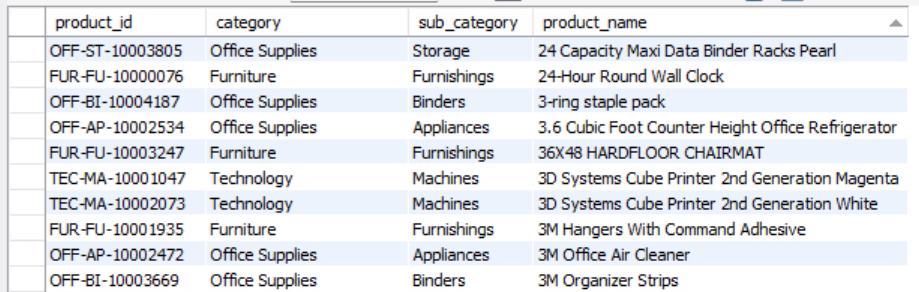 product_id category sub_category product_name
OFF-ST-10003805 Office Supplies Storage 24 Capacity Maxi Data Binder Racks Pearl
FUR-FU-10000076 Furniture Furnishings 24-Hour Round Wall Clock
OFF-BI-10004187 Office Supplies Binders 3-ring staple pack
OFF-AP-10002534 Office Supplies Appliances 3.6 Cubic Foot Counter Height Office Refrigerator
FUR-FU-10003247 Furniture Furnishings 36X48 HARDFLOOR CHAIRMAT
TEC-MA-10001047 Technology Machines 3D Systems Cube Printer 2nd Generation Magenta
TEC-MA-10002073 Technology Machines 3D Systems Cube Printer 2nd Generation White
FUR-FU-10001935 Furniture Furnishings 3M Hangers With Command Adhesive
OFF-AP-10002472 Office Supplies Appliances 3M Office Air Cleaner
OFF-BI-10003669 Office Supplies Binders 3M Organizer Strips